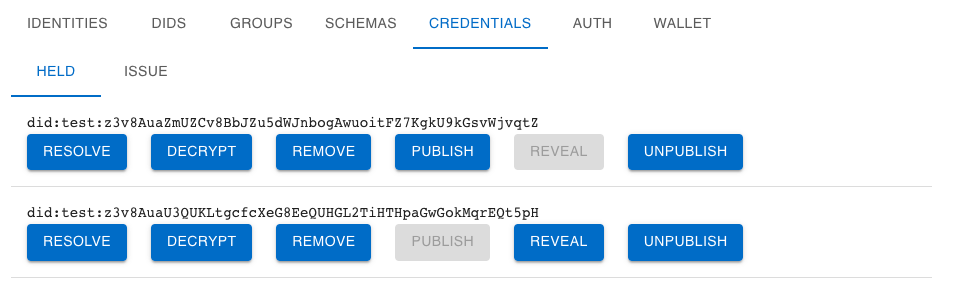 IDENTITIES DIDS GROUPS SCHEMAS CREDENTIALS AUTH WALLET
HELD ISSUE
did:test:z3v8AuaZmUZCv8BbJZu5dWJnbogAwuoitFZ7KgkU9kGsvWjvqtZ
RESOLVE DECRYPT REMOVE PUBLISH REVEAL UNPUBLISH
did:test:z3v8AuaU3QUKLtgcfcXeG8EeQUHGL2TiHTHpaGwGokMqrEQt5pH
RESOLVE DECRYPT REMOVE PUBLISH REVEAL UNPUBLISH